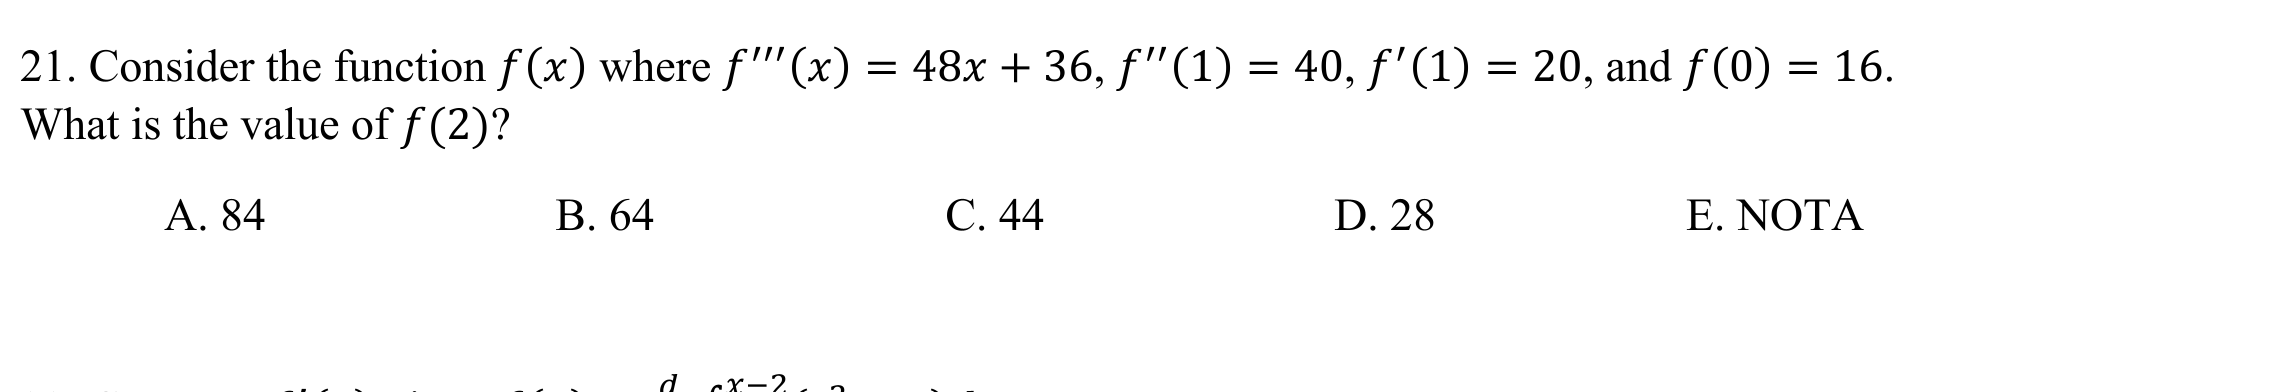 21. Consider the function f(x) where f′′′(x) = 48x + 36, f′′(1) = 40, f′(1) = 20, and f(0) = 16.
What is the value of f(2)?
A. 84 B. 64 C. 44 D. 28 E. NOTA